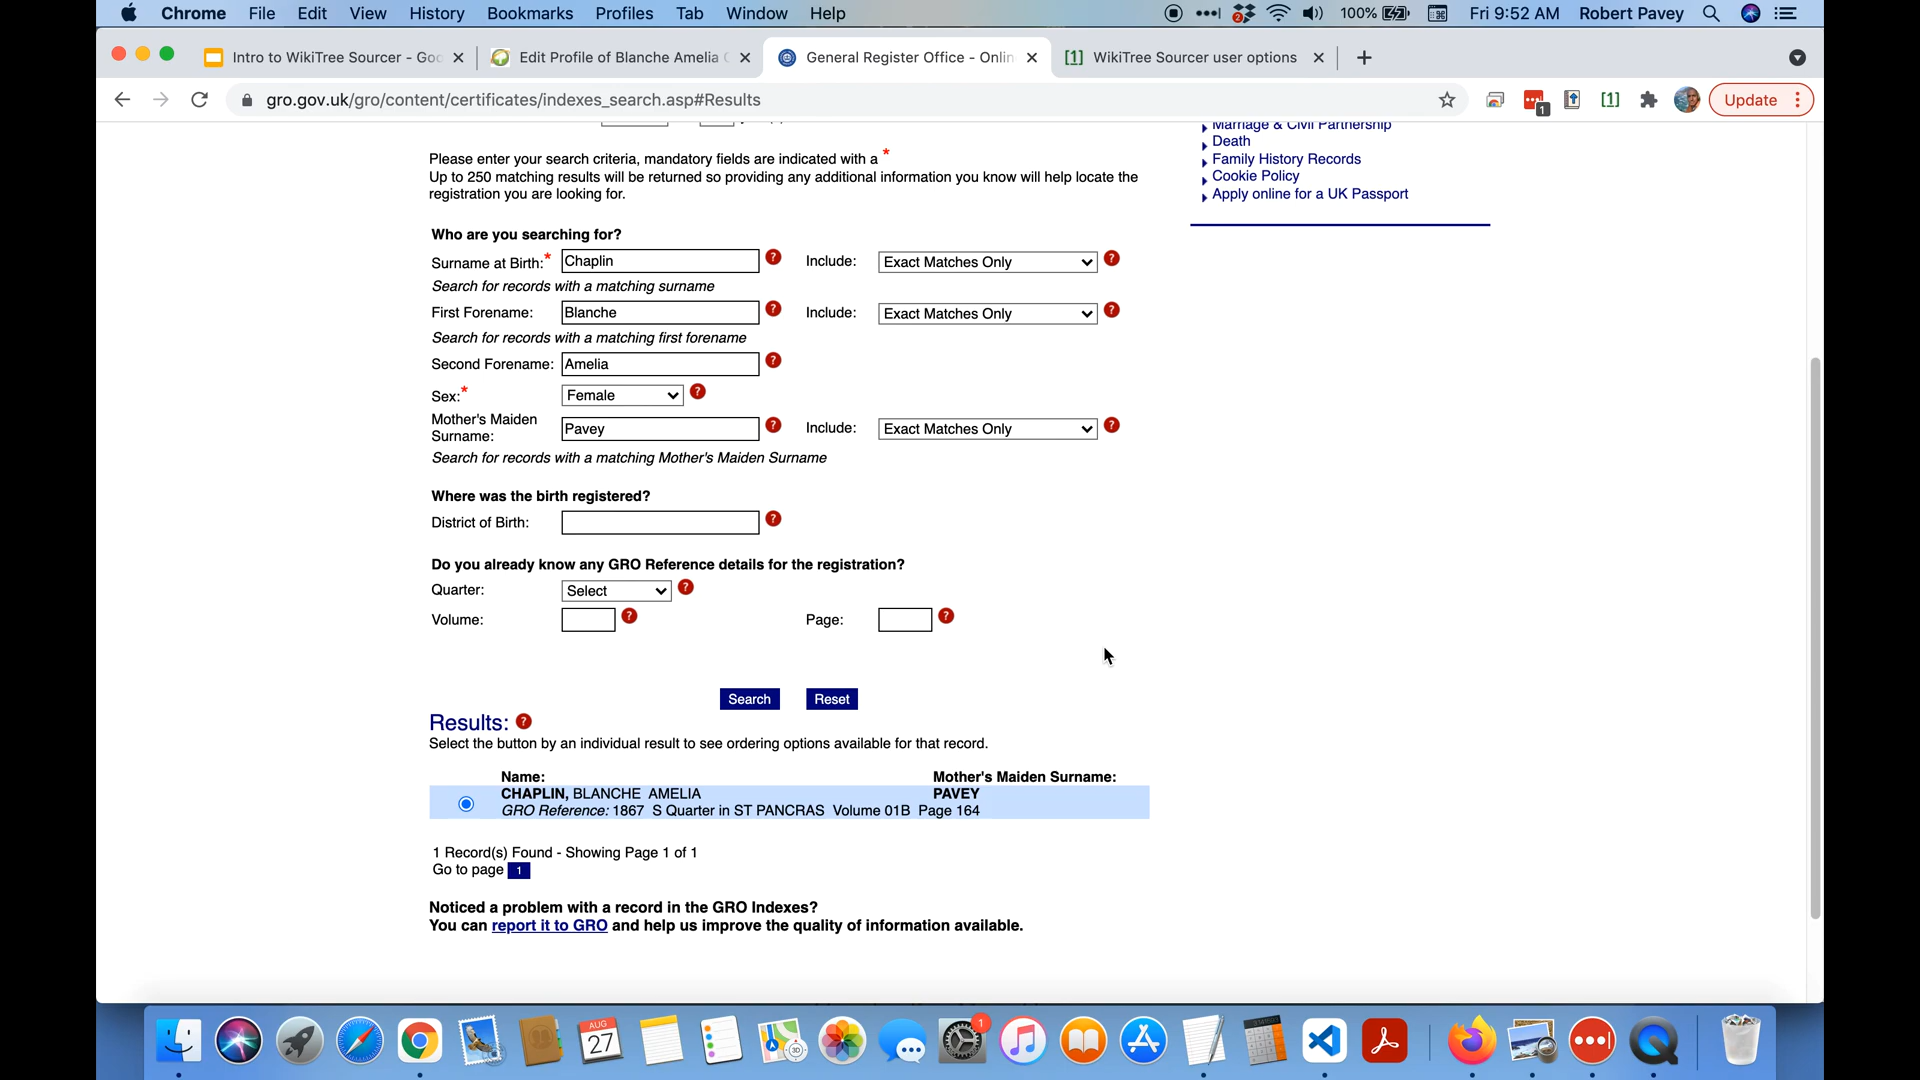 Chrome File Edit View History Bookmarks Profiles Tab Window Help 2 100% Fri 9:52 AM Robert Pavey
Intro to WikiTree Sourcer - Goo Edit Profile of Blanche Amelia C General Register Office - Onlin [1] WikiTree Sourcer user options
gro.gov.uk/gro/content/certificates/indexes_search.asp#Results 1 [1] Update
Marriage & Civil Partnership
Death
Family History Records
Cookie Policy
Apply online for a UK Passport
Please enter your search criteria, mandatory fields are indicated with a *
Up to 250 matching results will be returned so providing any additional information you know will help locate the
registration you are looking for.
Who are you searching for?
Surname at Birth:* Chaplin ? Include: Exact Matches Only ?
Search for records with a matching surname
First Forename: Blanche ? Include: Exact Matches Only ?
Search for records with a matching first forename
Second Forename: Amelia ?
Sex:* Female ?
Mother's Maiden
Surname: Pavey ? Include: Exact Matches Only ?
Search for records with a matching Mother's Maiden Surname
Where was the birth registered?
District of Birth: ?
Do you already know any GRO Reference details for the registration?
Quarter: Select ?
Volume: ? Page: ?
Search Reset
Results: ?
Select the button by an individual result to see ordering options available for that record.
Name: Mother's Maiden Surname:
CHAPLIN, BLANCHE AMELIA PAVEY
GRO Reference: 1867 S Quarter in ST PANCRAS Volume 01B Page 164
1 Record(s) Found - Showing Page 1 of 1
Go to page 1
Noticed a problem with a record in the GRO Indexes?
You can report it to GRO and help us improve the quality of information available.
AUG
27
3D
1